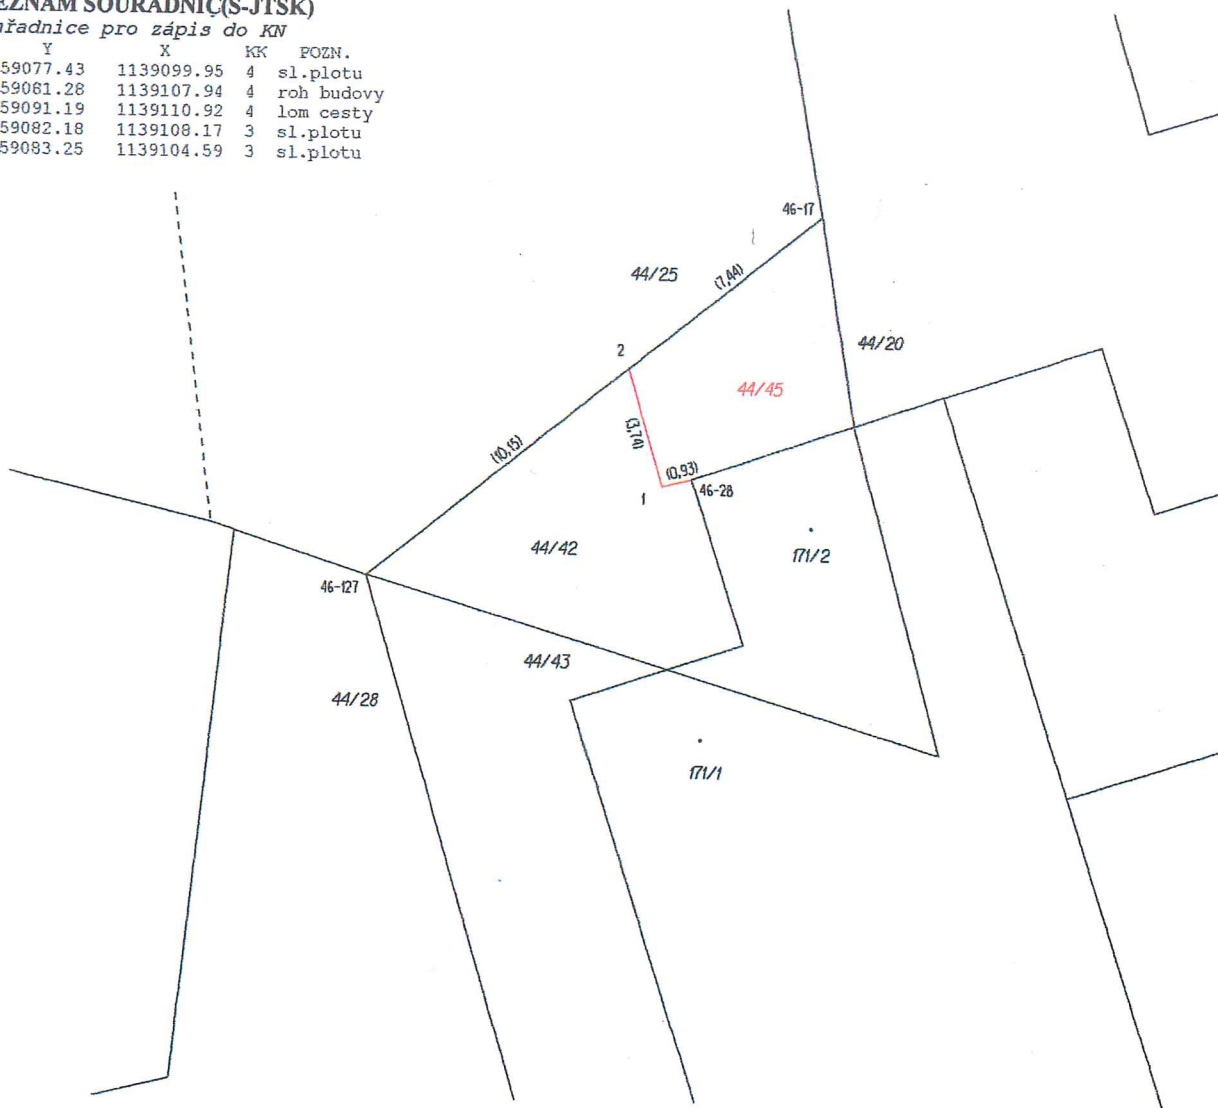 EZNAM SOUŘADNIC(S-JTSK)
uřadnice pro zápis do KN
Y X KK POZN.
59077.43 1139099.95 4 sl.plotu
59081.28 1139107.94 4 roh budovy
59091.19 1139110.92 4 lom cesty
59082.18 1139108.17 3 sl.plotu
59083.25 1139104.59 3 sl.plotu
46-17
44/25
(7,44)
2
44/20
44/45
(3,74)
(10,15)
(0,93)
1
46-28
44/42
171/2
46-127
44/43
44/28
171/1